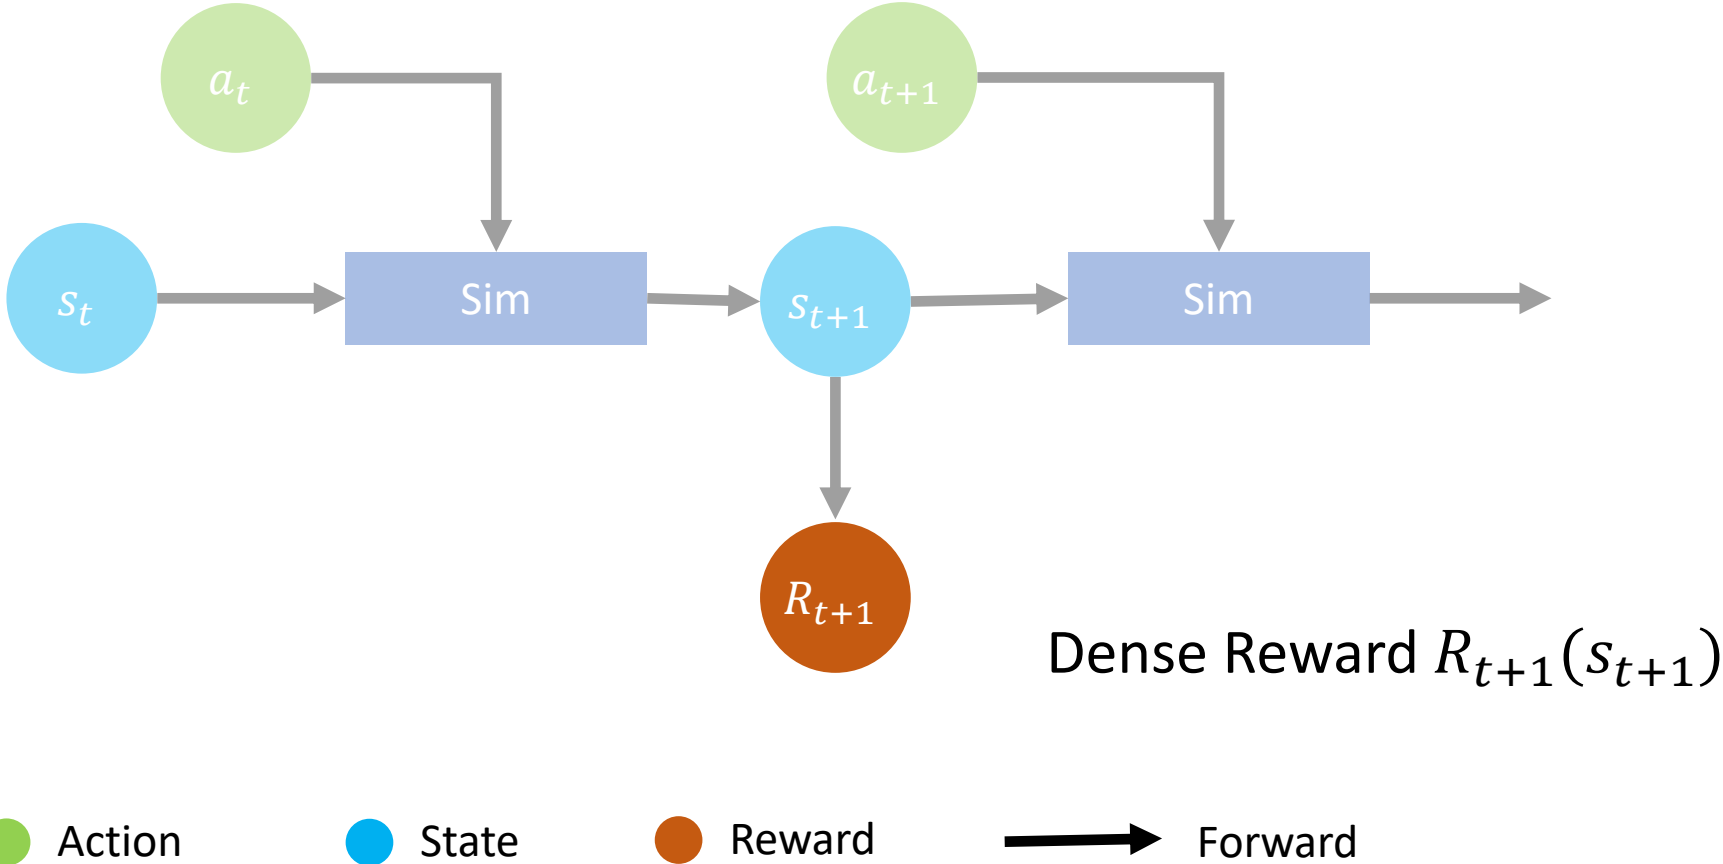 a_t
a_{t+1}
s_t
Sim
s_{t+1}
Sim
R_{t+1}
Dense Reward R_{t+1}(s_{t+1})
Action
State
Reward
Forward